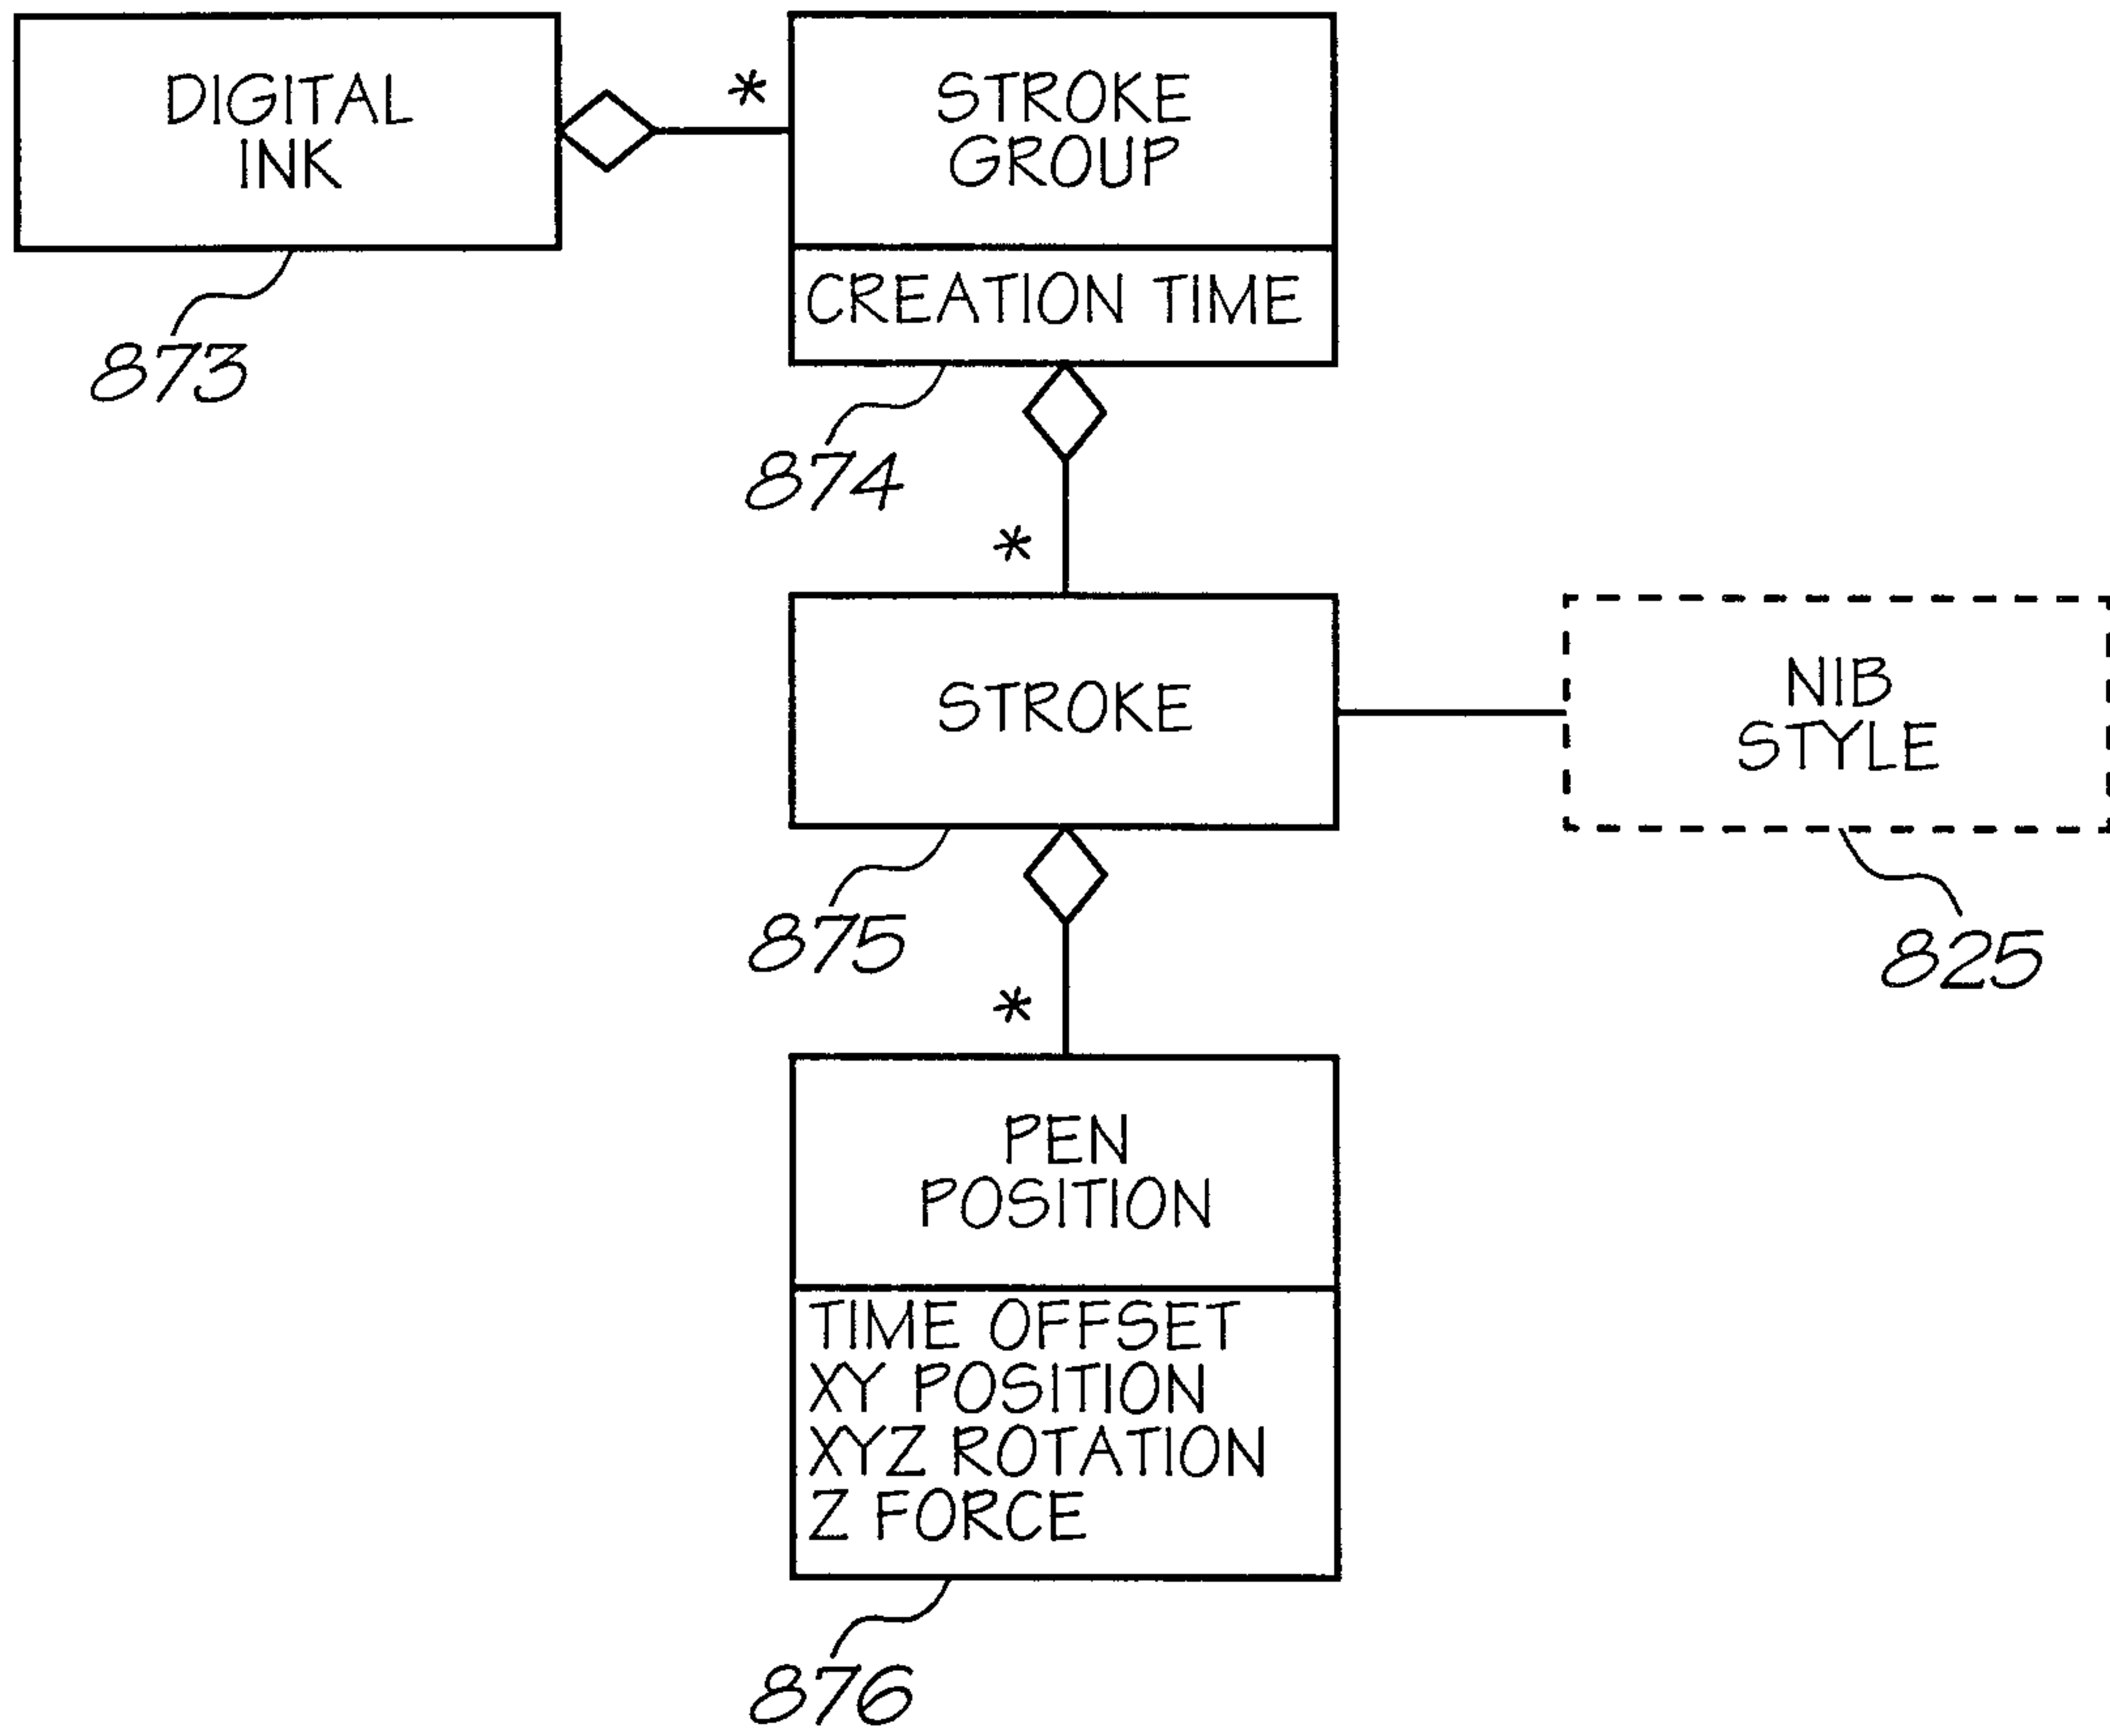 DIGITAL
INK
*
STROKE
GROUP
CREATION TIME
873
874
*
STROKE
NIB
STYLE
875
825
*
PEN
POSITION
TIME OFFSET
XY POSITION
XYZ ROTATION
Z FORCE
876